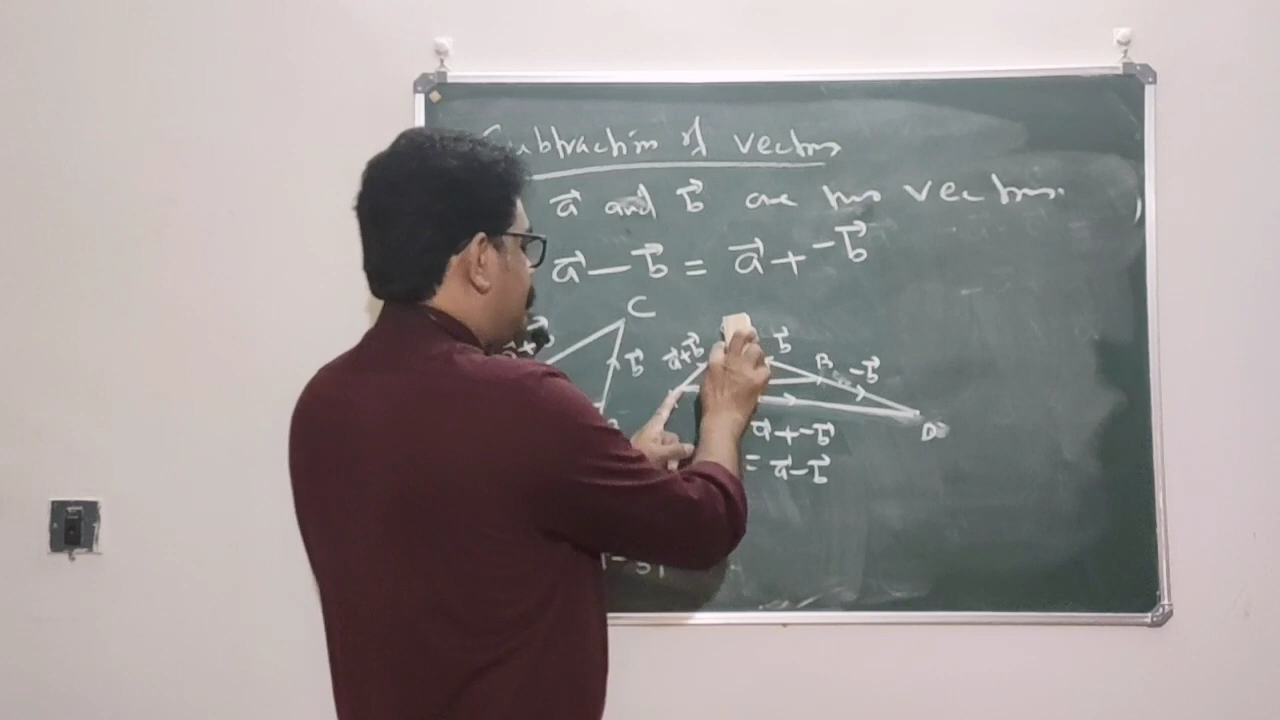 Subtraction of vectors
a⃗ and b⃗ are two vectors.
a⃗ − b⃗ = a⃗ + −b⃗
C
a⃗+b⃗
b⃗
a⃗+b⃗
b⃗
B
−b⃗
D
a⃗ + −b⃗
= a⃗ − b⃗